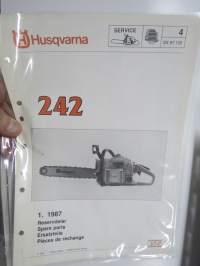 Husqvarna
SERVICE
4
242
1. 1987
Reservdelar
Spare parts
Ersatzteile
Pièces de rechange